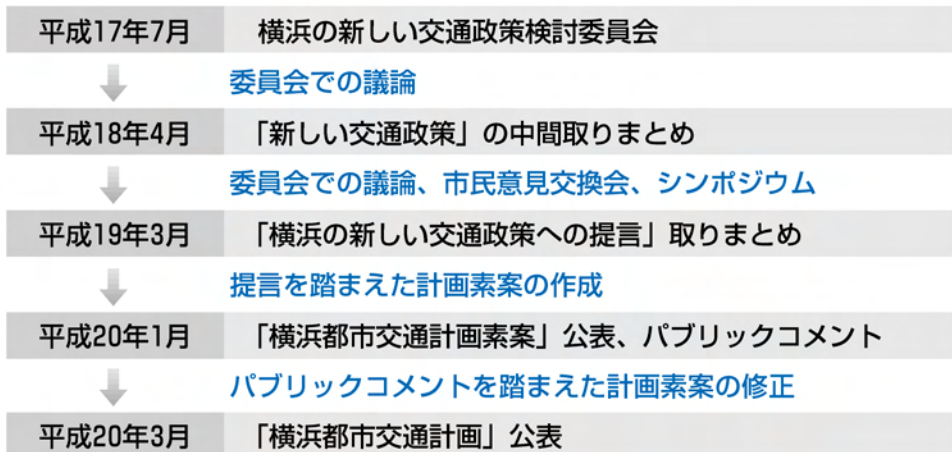 平成17年7月 横浜の新しい交通政策検討委員会
委員会での議論
平成18年4月 「新しい交通政策」の中間取りまとめ
委員会での議論、市民意見交換会、シンポジウム
平成19年3月 「横浜の新しい交通政策への提言」取りまとめ
提言を踏まえた計画素案の作成
平成20年1月 「横浜都市交通計画素案」公表、パブリックコメント
パブリックコメントを踏まえた計画素案の修正
平成20年3月 「横浜都市交通計画」公表